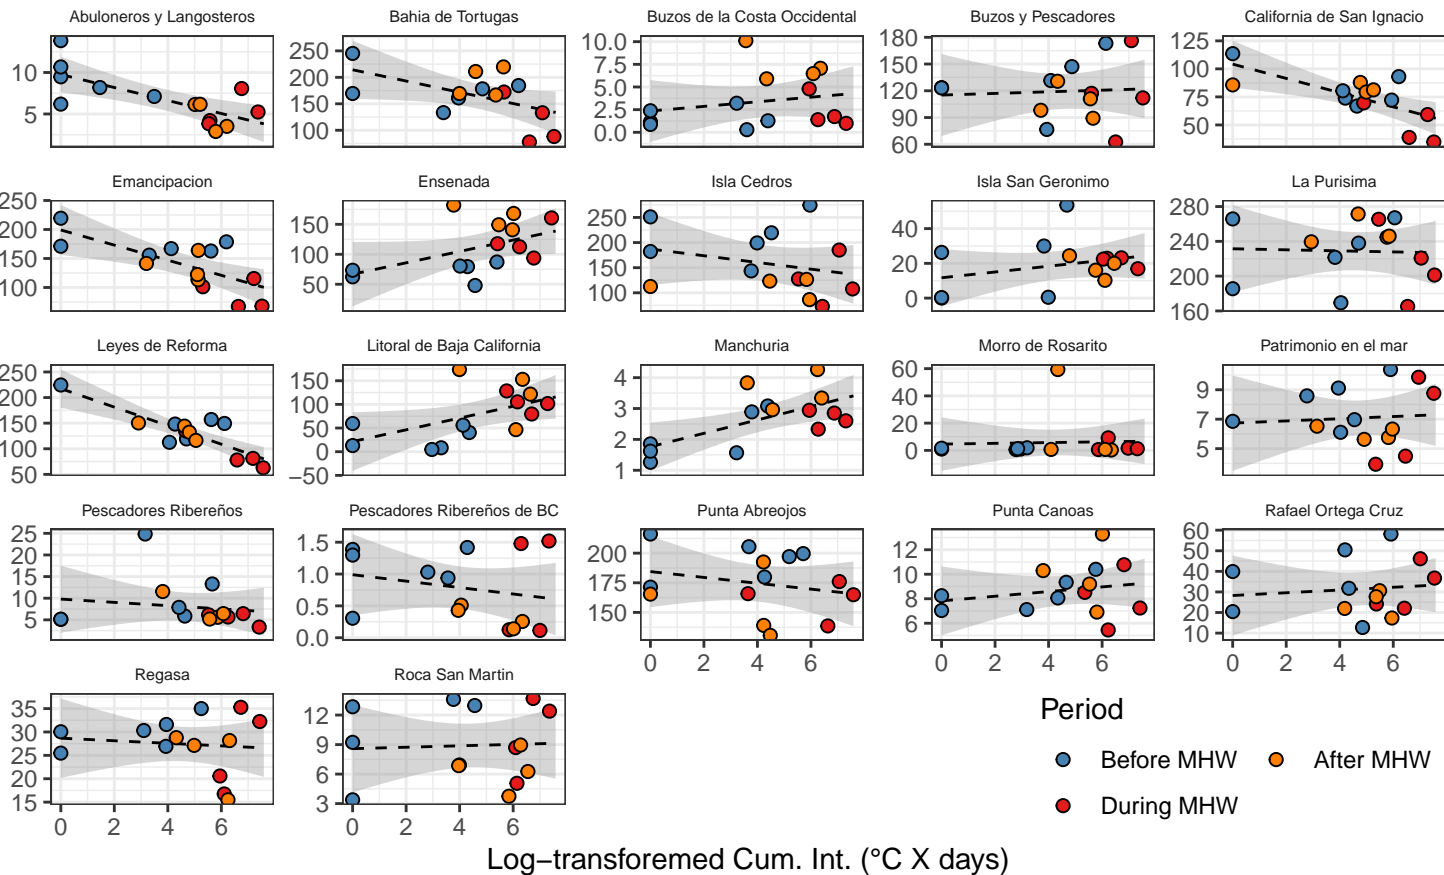 Abuloneros y Langosteros
Bahia de Tortugas
Buzos de la Costa Occidental
Buzos y Pescadores
California de San Ignacio
10
5
250
200
150
100
10.0
7.5
5.0
2.5
0.0
180
150
120
90
60
125
100
75
50
Emancipacion
Ensenada
Isla Cedros
Isla San Geronimo
La Purisima
250
200
150
100
150
100
50
250
200
150
100
40
20
0
280
240
200
160
Leyes de Reforma
Litoral de Baja California
Manchuria
Morro de Rosarito
Patrimonio en el mar
250
200
150
100
50
150
100
50
0
−50
4
3
2
1
60
40
20
0
9
7
5
Pescadores Ribereños
Pescadores Ribereños de BC
Punta Abreojos
Punta Canoas
Rafael Ortega Cruz
25
20
15
10
5
1.5
1.0
0.5
0.0
200
175
150
12
10
8
6
60
50
40
30
20
10
0 2 4 6
0 2 4 6
0 2 4 6
Regasa
Roca San Martin
35
30
25
20
15
12
9
6
3
0 2 4 6
0 2 4 6
Period
Before MHW
After MHW
During MHW
Log−transforemed Cum. Int. (°C X days)